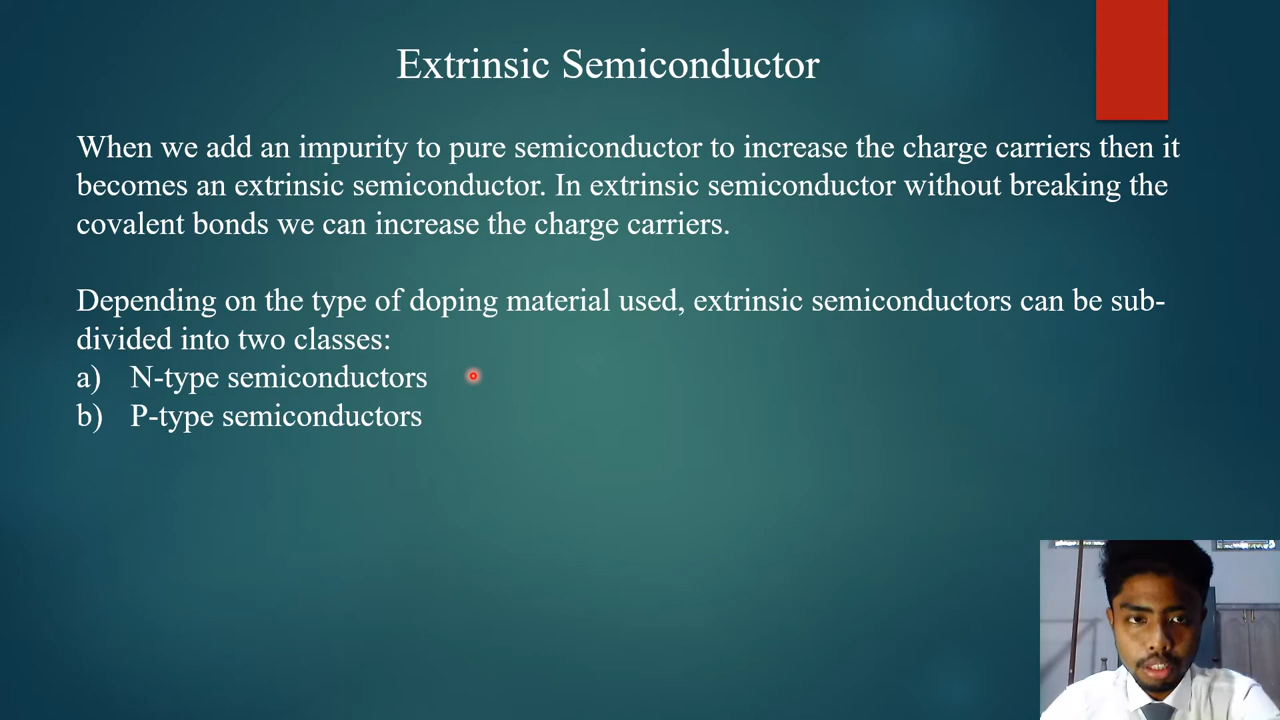 Extrinsic Semiconductor
When we add an impurity to pure semiconductor to increase the charge carriers then it
becomes an extrinsic semiconductor. In extrinsic semiconductor without breaking the
covalent bonds we can increase the charge carriers.
Depending on the type of doping material used, extrinsic semiconductors can be sub-
divided into two classes:
a) N-type semiconductors
b) P-type semiconductors